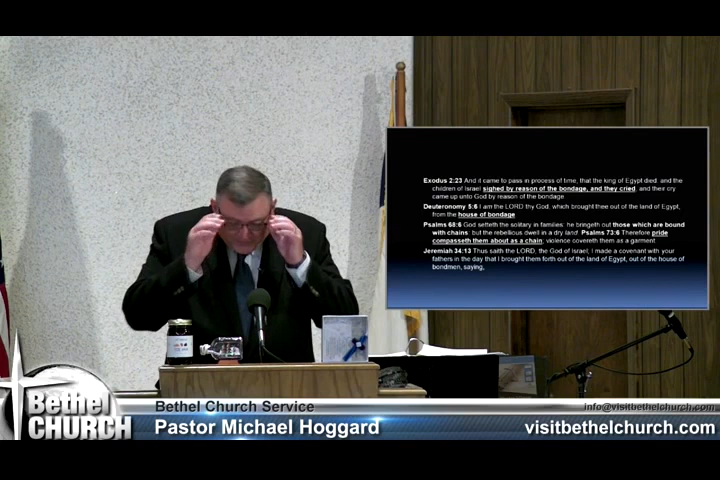 Exodus 2:23 And it came to pass in process of time, that the king of Egypt died: and the
children of Israel sighed by reason of the bondage, and they cried, and their cry
came up unto God by reason of the bondage
Deuteronomy 5:6 I am the LORD thy God, which brought thee out of the land of Egypt,
from the house of bondage
Psalms 68:6 God setteth the solitary in families: he bringeth out those which are bound
with chains: but the rebellious dwell in a dry land. Psalms 73:6 Therefore pride
compasseth them about as a chain; violence covereth them as a garment
Jeremiah 34:13 Thus saith the LORD, the God of Israel; I made a covenant with your
fathers in the day that I brought them forth out of the land of Egypt, out of the house of
bondmen, saying,
Bethel
CHURCH
Bethel Church Service
info@visitbethelchurch.com
Pastor Michael Hoggard
visitbethelchurch.com